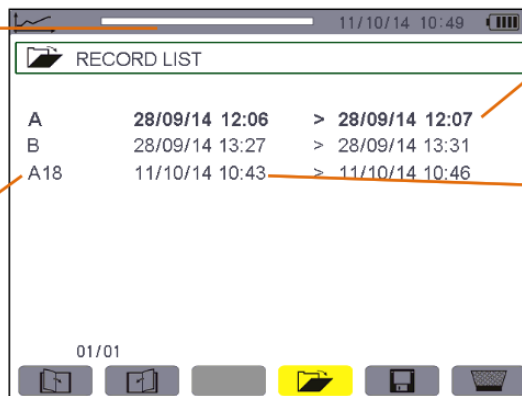 11/10/14 10:49
RECORD LIST
A 28/09/14 12:06 > 28/09/14 12:07
B 28/09/14 13:27 > 28/09/14 13:31
A18 11/10/14 10:43 > 11/10/14 10:46
01/01